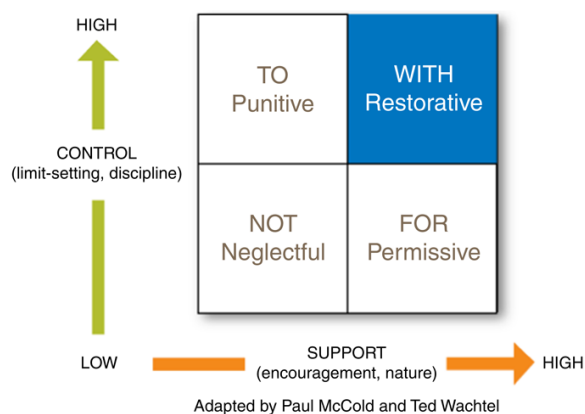 HIGH
TO
Punitive
WITH
Restorative
CONTROL
(limit-setting, discipline)
NOT
Neglectful
FOR
Permissive
LOW
SUPPORT
(encouragement, nature)
HIGH
Adapted by Paul McCold and Ted Wachtel